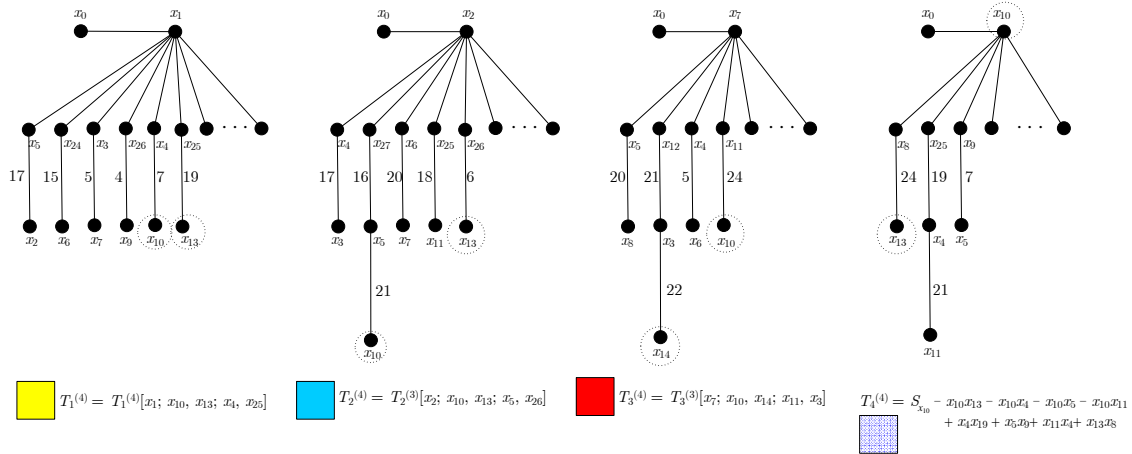 x₀ x₁ x₀ x₂ x₀ x₇ x₀ x₁₀
x₅ x₂₄ x₃ x₂₆ x₄ x₂₅ · · · x₄ x₂₇ x₆ x₂₅ x₂₆ · · · x₅ x₁₂ x₄ x₁₁ · · · x₈ x₂₅ x₉ · · ·
17 15 5 4 7 19 17 16 20 18 6 20 21 5 24 24 19 7
x₂ x₆ x₇ x₉ x₁₀ x₁₃ x₃ x₅ x₇ x₁₁ x₁₃ x₈ x₃ x₆ x₁₀ x₁₃ x₄ x₅
21 22 21
x₁₀ x₁₄ x₁₁
T₁⁽⁴⁾ = T₁⁽⁴⁾[x₁; x₁₀, x₁₃; x₄, x₂₅]
T₂⁽⁴⁾ = T₂⁽³⁾[x₂; x₁₀, x₁₃; x₅, x₂₆]
T₃⁽⁴⁾ = T₃⁽³⁾[x₇; x₁₀, x₁₄; x₁₁, x₃]
T₄⁽⁴⁾ = Sₓ₁₀ - x₁₀x₁₃ - x₁₀x₄ - x₁₀x₅ - x₁₀x₁₁
+ x₄x₁₉ + x₅x₉+ x₁₁x₄+ x₁₃x₈